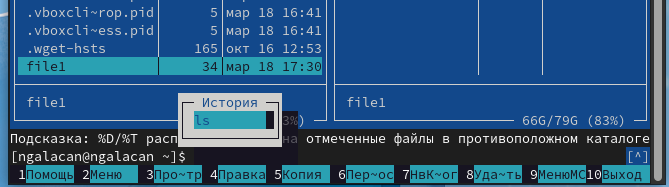 .vboxcli~rop.pid 5 мар 18 16:41
.vboxcli~ess.pid 5 мар 18 16:41
.wget-hsts 165 окт 16 12:53
file1 34 мар 18 17:30
file1 file1
История
ls
3%) 66G/79G (83%)
Подсказка: %D/%T расп на отмеченные файлы в противоположном каталоге
[ngalacan@ngalacan ~]$ [^]
1Помощь 2Меню 3Про~тр 4Правка 5Копия 6Пер~ос 7НвК~ог 8Уда~ть 9МенюMC 10Выход